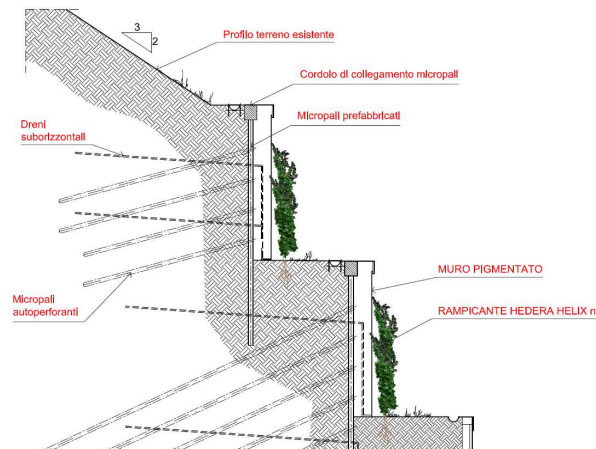 3
2
Profilo terreno esistente
Cordolo di collegamento micropali
Micropali prefabbricati
Dreni
suborizzontali
MURO PIGMENTATO
Micropali
autoperforanti
RAMPICANTE HEDERA HELIX n